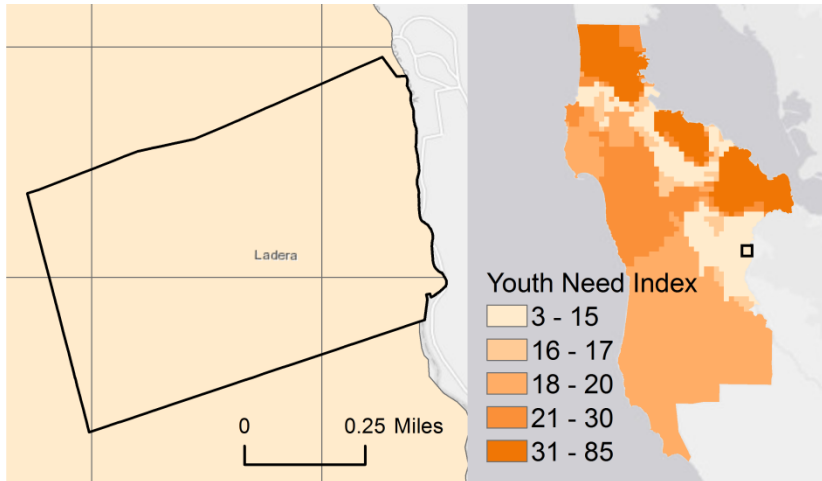 Ladera
0 0.25 Miles
Youth Need Index
3 - 15
16 - 17
18 - 20
21 - 30
31 - 85